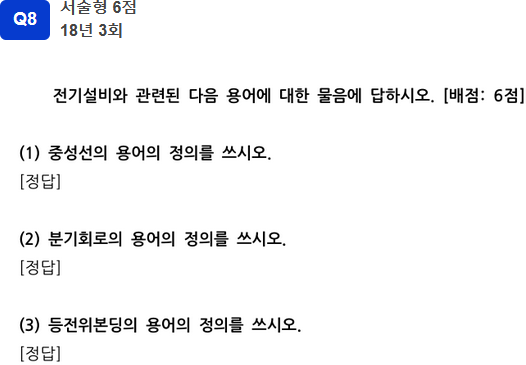 Q8
서술형 6점
18년 3회
전기설비와 관련된 다음 용어에 대한 물음에 답하시오. [배점: 6점]
(1) 중성선의 용어의 정의를 쓰시오.
[정답]
(2) 분기회로의 용어의 정의를 쓰시오.
[정답]
(3) 등전위본딩의 용어의 정의를 쓰시오.
[정답]